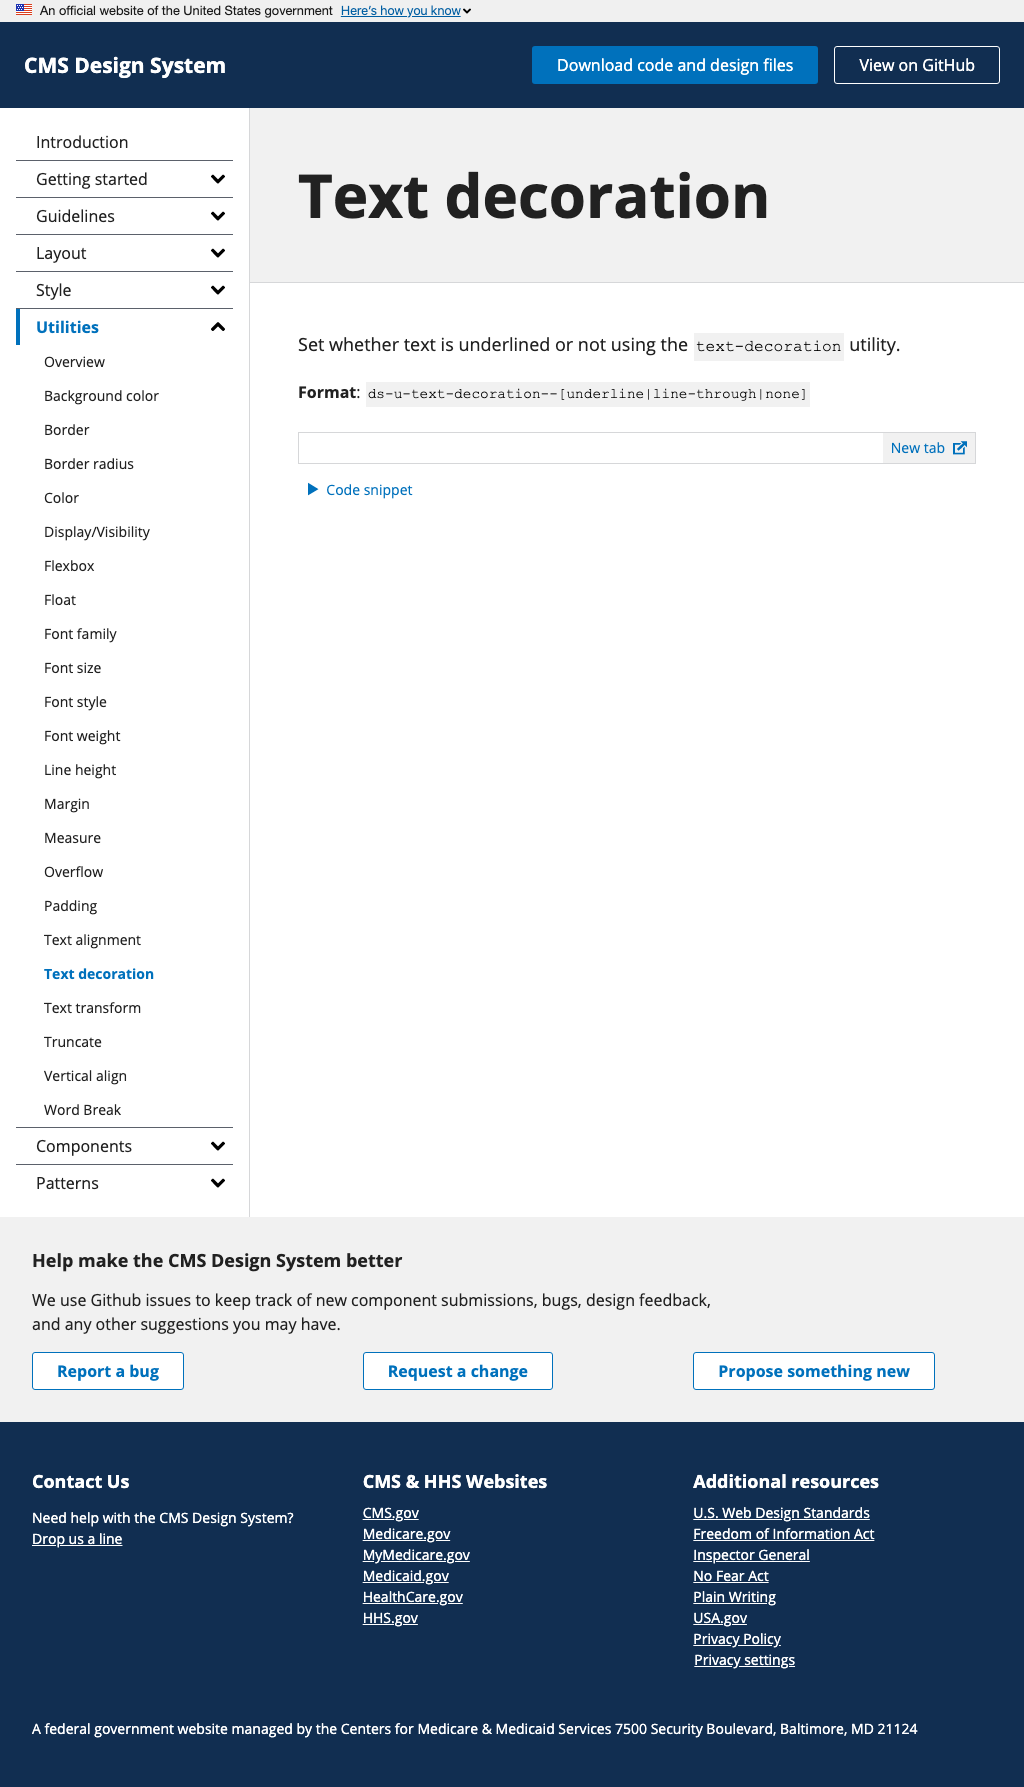 An official website of the United States government Here's how you know
CMS Design System
Download code and design files
View on GitHub
Introduction
Getting started
Guidelines
Layout
Style
Utilities
Overview
Background color
Border
Border radius
Color
Display/Visibility
Flexbox
Float
Font family
Font size
Font style
Font weight
Line height
Margin
Measure
Overflow
Padding
Text alignment
Text decoration
Text transform
Truncate
Vertical align
Word Break
Components
Patterns
Text decoration
Set whether text is underlined or not using the text-decoration utility.
Format: ds-u-text-decoration--[underline|line-through|none]
New tab
Code snippet
Help make the CMS Design System better
We use Github issues to keep track of new component submissions, bugs, design feedback,
and any other suggestions you may have.
Report a bug
Request a change
Propose something new
Contact Us
Need help with the CMS Design System?
Drop us a line
CMS & HHS Websites
CMS.gov
Medicare.gov
MyMedicare.gov
Medicaid.gov
HealthCare.gov
HHS.gov
Additional resources
U.S. Web Design Standards
Freedom of Information Act
Inspector General
No Fear Act
Plain Writing
USA.gov
Privacy Policy
Privacy settings
A federal government website managed by the Centers for Medicare & Medicaid Services 7500 Security Boulevard, Baltimore, MD 21124